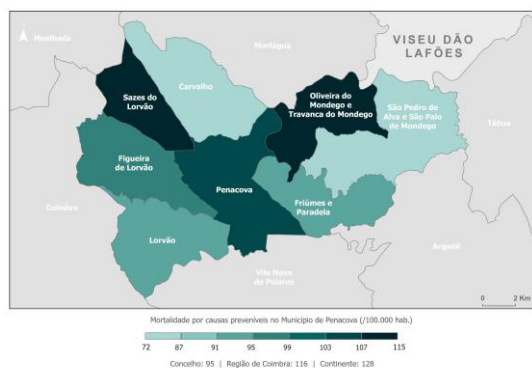 Mealhada
Mortágua
VISEU DÃO
LAFÕES
Carvalho
Sazes do
Lorvão
Oliveira do
Mondego e
Travanca do Mondego
São Pedro de
Alva e São Paio
de Mondego
Tábua
Figueira
de Lorvão
Penacova
Friúmes e
Paradela
Coimbra
Lorvão
Arganil
Vila Nova
de Poiares
0 2 Km
Mortalidade por causas preveníveis no Município de Penacova (/100.000 hab.)
72 87 91 95 99 103 107 115
Concelho: 95 | Região de Coimbra: 116 | Continente: 128